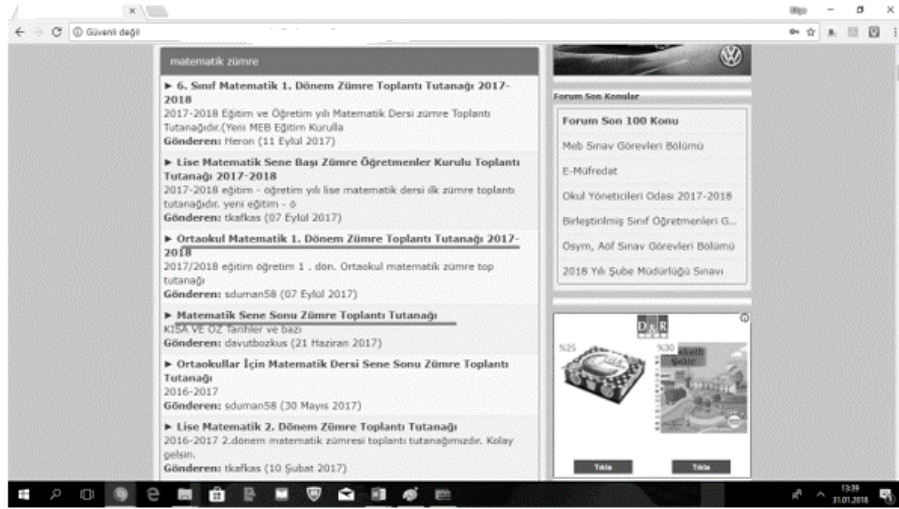 Güvenli değil
matematik zümre
► 6. Sınıf Matematik 1. Dönem Zümre Toplantı Tutanağı 2017-
2018
2017-2018 Eğitim ve Öğretim yılı Matematik Dersi zümre Toplantı
Tutanağıdır.(Yeni MEB Eğitim Kurulla
Gönderen: Heron (11 Eylül 2017)
► Lise Matematik Sene Başı Zümre Öğretmenler Kurulu Toplantı
Tutanağı 2017-2018
2017-2018 eğitim - öğretim yılı lise matematik dersi ilk zümre toplantı
tutanağıdır. yeni eğitim - ö
Gönderen: tkafkas (07 Eylül 2017)
► Ortaokul Matematik 1. Dönem Zümre Toplantı Tutanağı 2017-
2018
2017/2018 eğitim öğretim 1 . dön. Ortaokul matematik zümre top
tutanağı
Gönderen: sduman58 (07 Eylül 2017)
► Matematik Sene Sonu Zümre Toplantı Tutanağı
KISA VE ÖZ Tarihler ve bazı
Gönderen: davutbozkus (21 Haziran 2017)
► Ortaokullar İçin Matematik Dersi Sene Sonu Zümre Toplantı
Tutanağı
2016-2017
Gönderen: sduman58 (30 Mayıs 2017)
► Lise Matematik 2. Dönem Zümre Toplantı Tutanağı
2016-2017 2.dönem matematik zümresi toplantı tutanağımızdır. Kolay
gelsin.
Gönderen: tkafkas (10 Şubat 2017)
Forum Son Konular
Forum Son 100 Konu
Meb Sınav Görevleri Bölümü
E-Müfredat
Okul Yöneticileri Odası 2017-2018
Birleştirilmiş Sınıf Öğretmenleri G...
Ösym, Aöf Sınav Görevleri Bölümü
2018 Yılı Şube Müdürlüğü Sınavı
D&R
%25
%30
Tıkla
Tıkla
13:39
31.01.2018